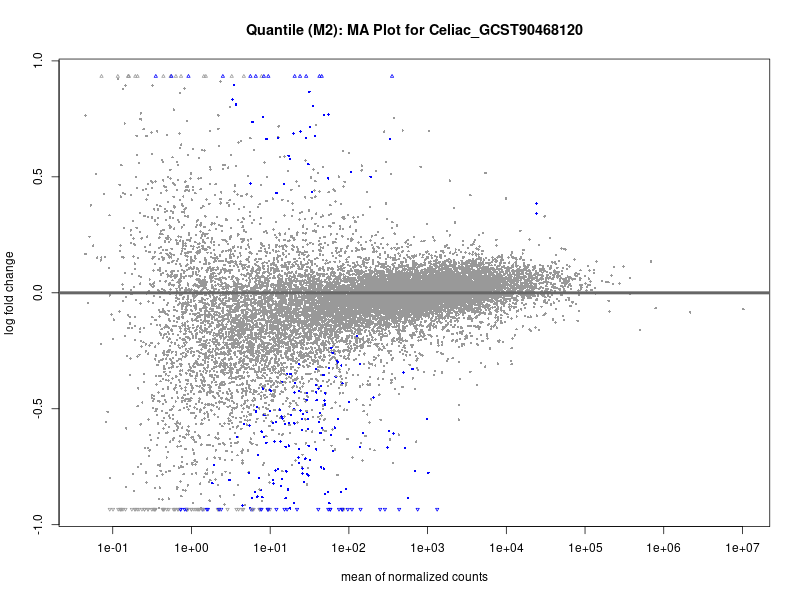 Quantile (M2): MA Plot for Celiac_GCST90468120
1.0
0.5
0.0
-0.5
-1.0
log fold change
1e-01 1e+00 1e+01 1e+02 1e+03 1e+04 1e+05 1e+06 1e+07
mean of normalized counts